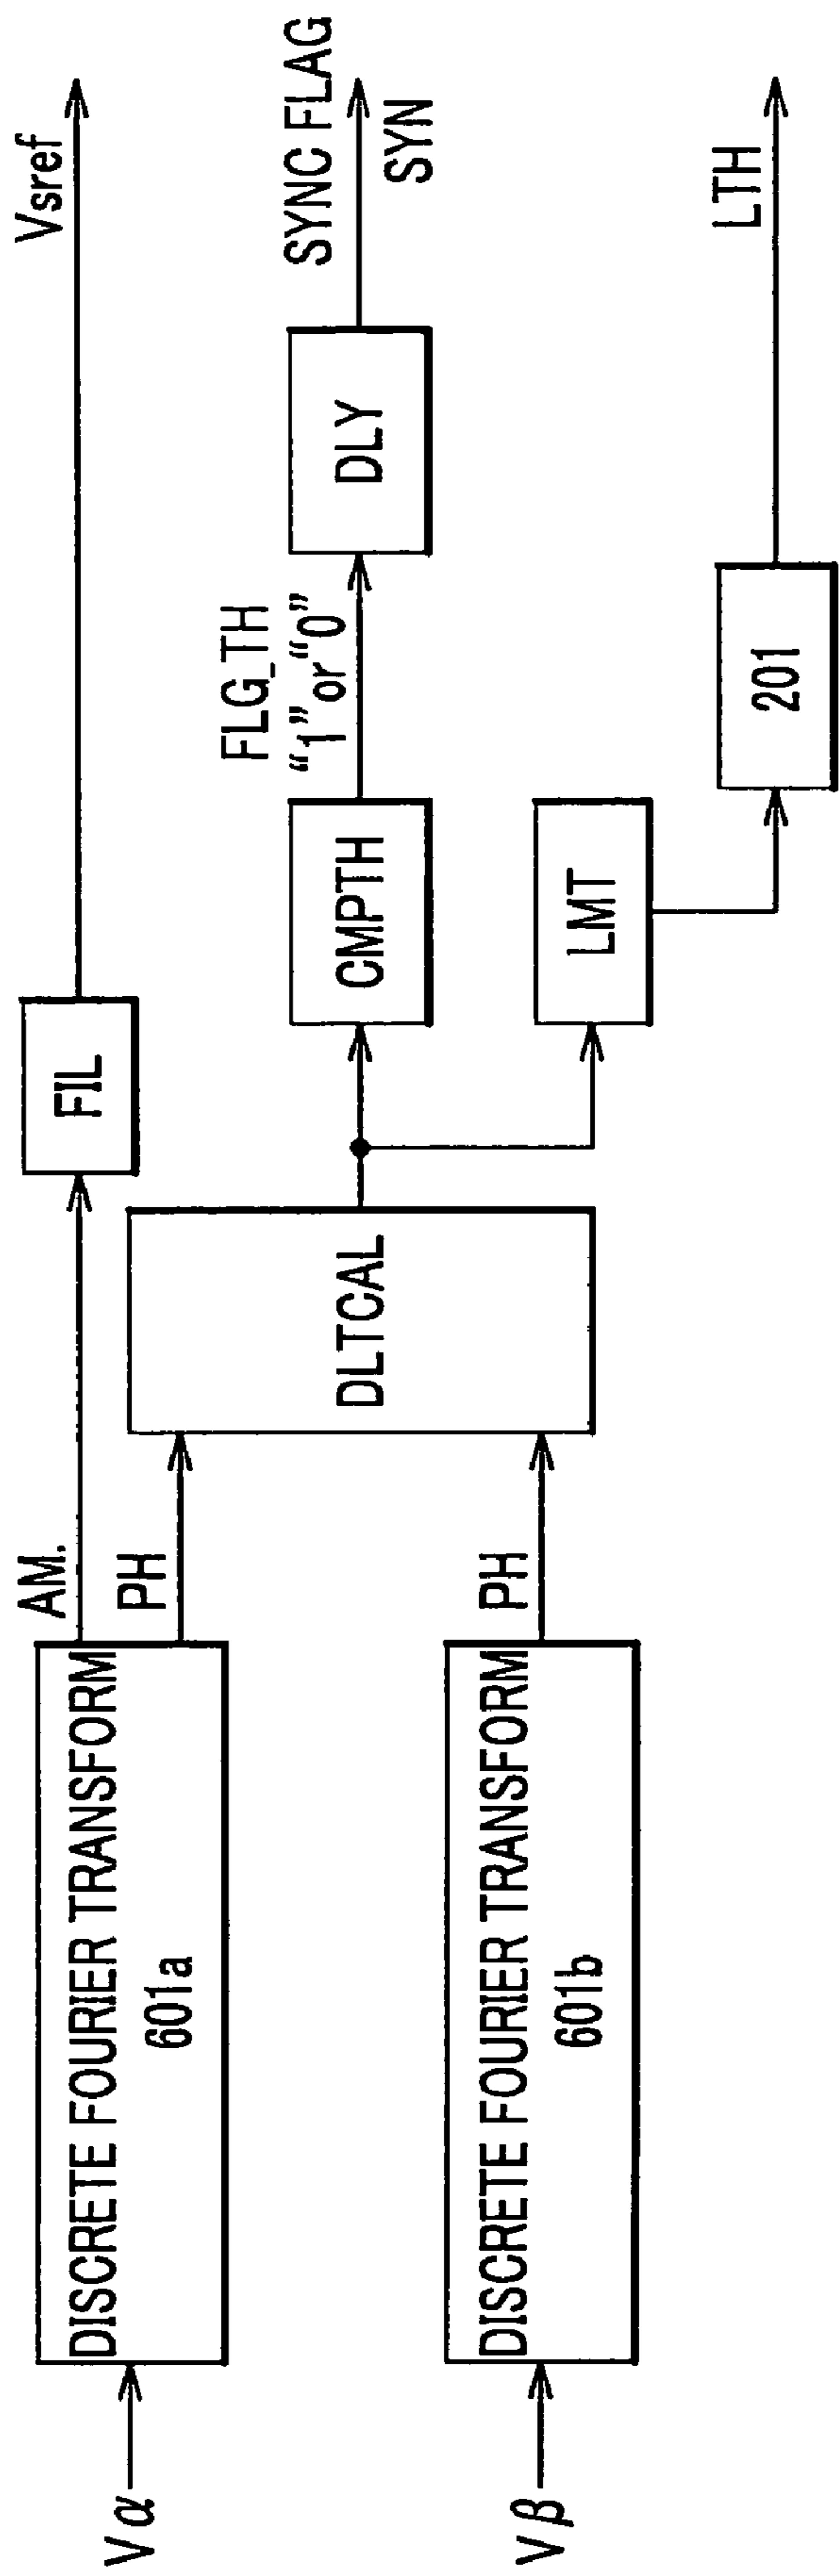 Vα
DISCRETE FOURIER TRANSFORM
601a
AM.
PH
FIL
Vsref
Vβ
DISCRETE FOURIER TRANSFORM
601b
PH
DLTCAL
CMPTH
FLG_TH
“1” or “0”
DLY
SYNC FLAG
SYN
LMT
201
LTH